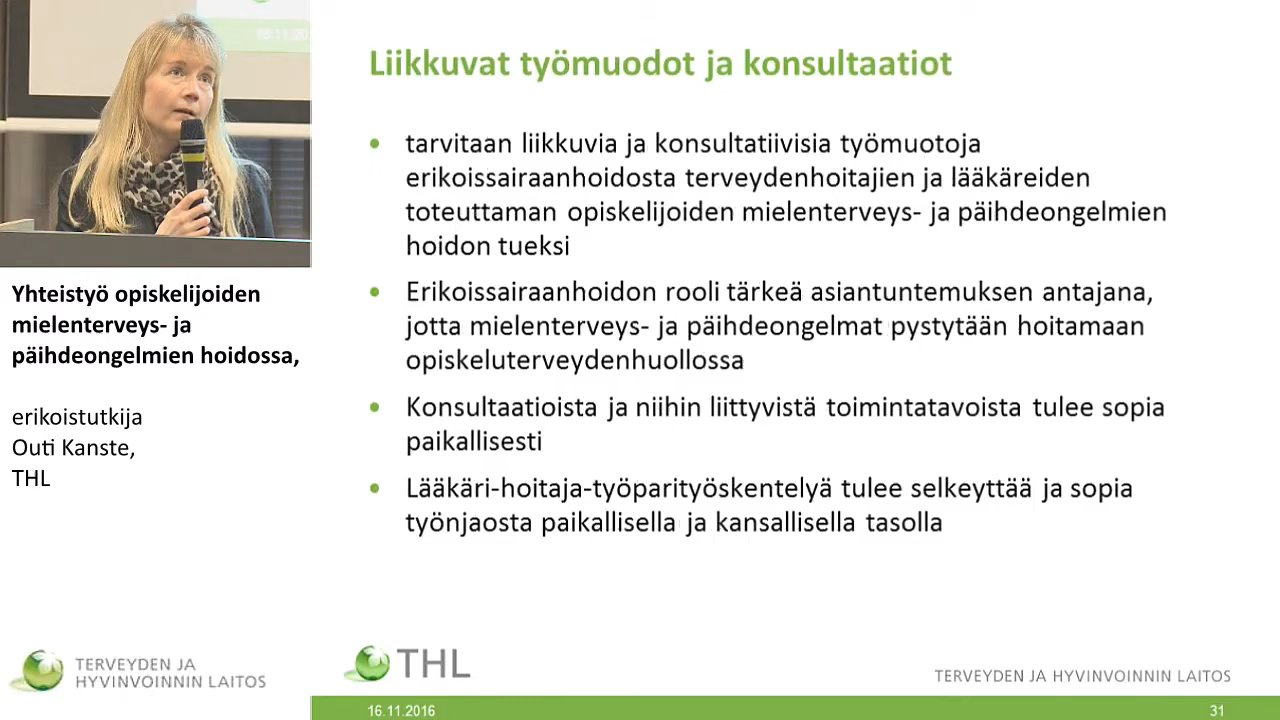 Yhteistyö opiskelijoiden
mielenterveys- ja
päihdeongelmien hoidossa,
erikoistutkija
Outi Kanste,
THL
TERVEYDEN JA
HYVINVOINNIN LAITOS
Liikkuvat työmuodot ja konsultaatiot
• tarvitaan liikkuvia ja konsultatiivisia työmuotoja
erikoissairaanhoidosta terveydenhoitajien ja lääkäreiden
toteuttaman opiskelijoiden mielenterveys- ja päihdeongelmien
hoidon tueksi
• Erikoissairaanhoidon rooli tärkeä asiantuntemuksen antajana,
jotta mielenterveys- ja päihdeongelmat pystytään hoitamaan
opiskeluterveydenhuollossa
• Konsultaatioista ja niihin liittyvistä toimintatavoista tulee sopia
paikallisesti
• Lääkäri-hoitaja-työparityöskentelyä tulee selkeyttää ja sopia
työnjaosta paikallisella ja kansallisella tasolla
THL
TERVEYDEN JA HYVINVOINNIN LAITOS
16.11.2016
31